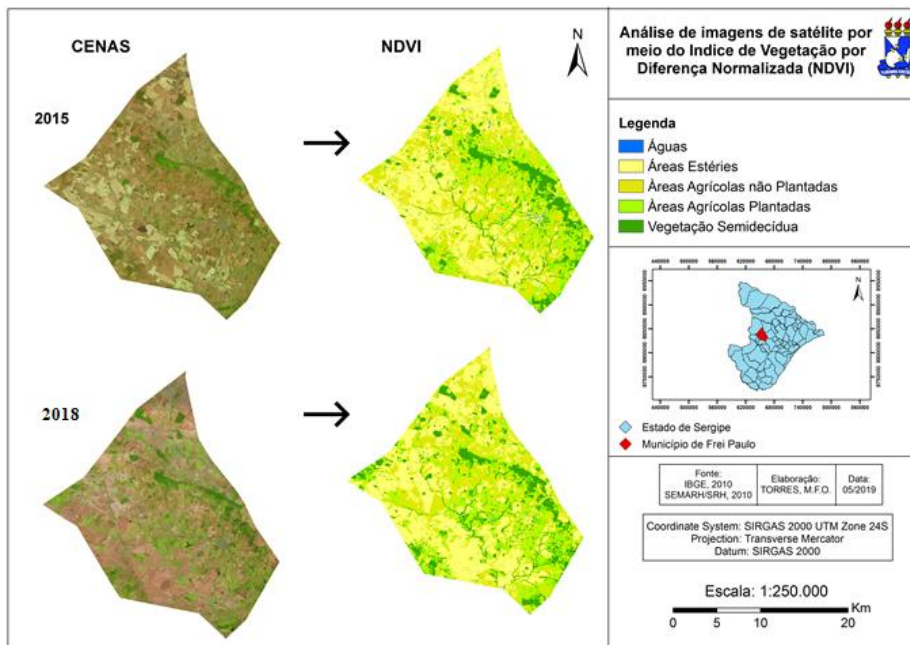 CENAS
NDVI
N
2015
2018
Análise de imagens de satélite por
meio do Indice de Vegetação por
Diferença Normalizada (NDVI)
Legenda
Águas
Áreas Estéries
Àreas Agrícolas não Plantadas
Àreas Agrícolas Plantadas
Vegetação Semidecídua
N
Estado de Sergipe
Município de Frei Paulo
Fonte:
IBGE, 2010
SEMARH/SRH, 2010
Elaboração:
TORRES, M.F.O.
Data:
05/2019
Coordinate System: SIRGAS 2000 UTM Zone 24S
Projection: Transverse Mercator
Datum: SIRGAS 2000
Escala: 1:250.000
Km
0 5 10 20